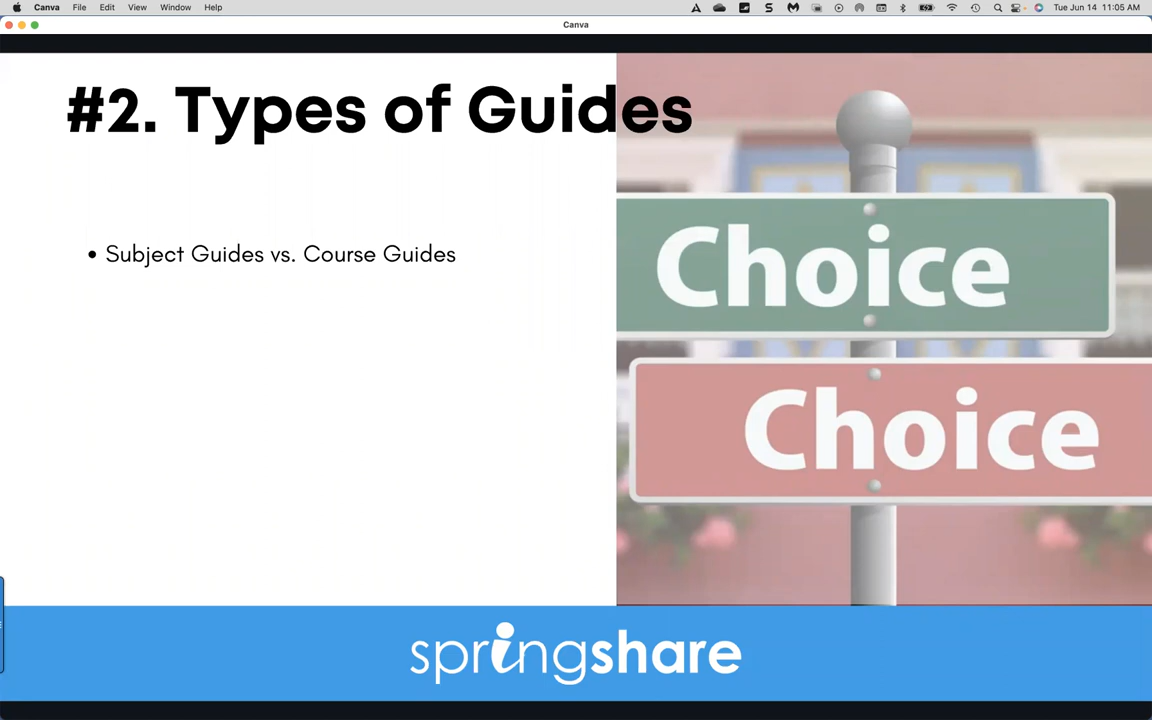 Canva File Edit View Window Help Tue Jun 14 11:05 AM
Canva
#2. Types of Guides
• Subject Guides vs. Course Guides
Choice
Choice
springshare